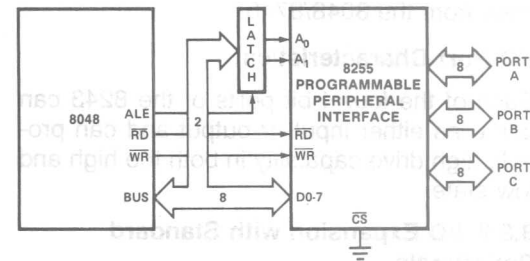 LATCH
A0
A1
8255
PROGRAMMABLE
PERIPHERAL
INTERFACE
8
PORT
A
8048
ALE
2
8
PORT
B
RD
WR
WR
8
PORT
C
BUS
8
D0-7
CS